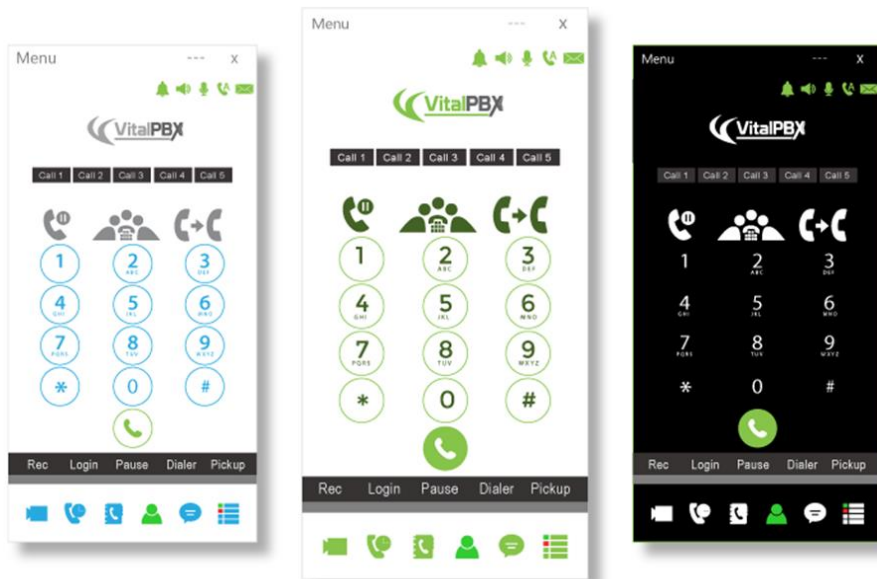 Menu --- X
VitalPBX
Call 1 Call 2 Call 3 Call 4 Call 5
1 2 3
ABC DEF
4 5 6
GHI JKL MNO
7 8 9
PQRS TUV WXYZ
* 0 #
Rec Login Pause Dialer Pickup
Menu --- X
A
VitalPBX
Call 1 Call 2 Call 3 Call 4 Call 5
1 2 3
ABC DEF
4 5 6
GHI JKL MNO
7 8 9
PQRS TUV WXYZ
* 0 #
Rec Login Pause Dialer Pickup
Menu --- X
A
VitalPBX
Call 1 Call 2 Call 3 Call 4 Call 5
1 2 3
ABC DEF
4 5 6
GHI JKL MNO
7 8 9
PQRS TUV WXYZ
* 0 #
Rec Login Pause Dialer Pickup